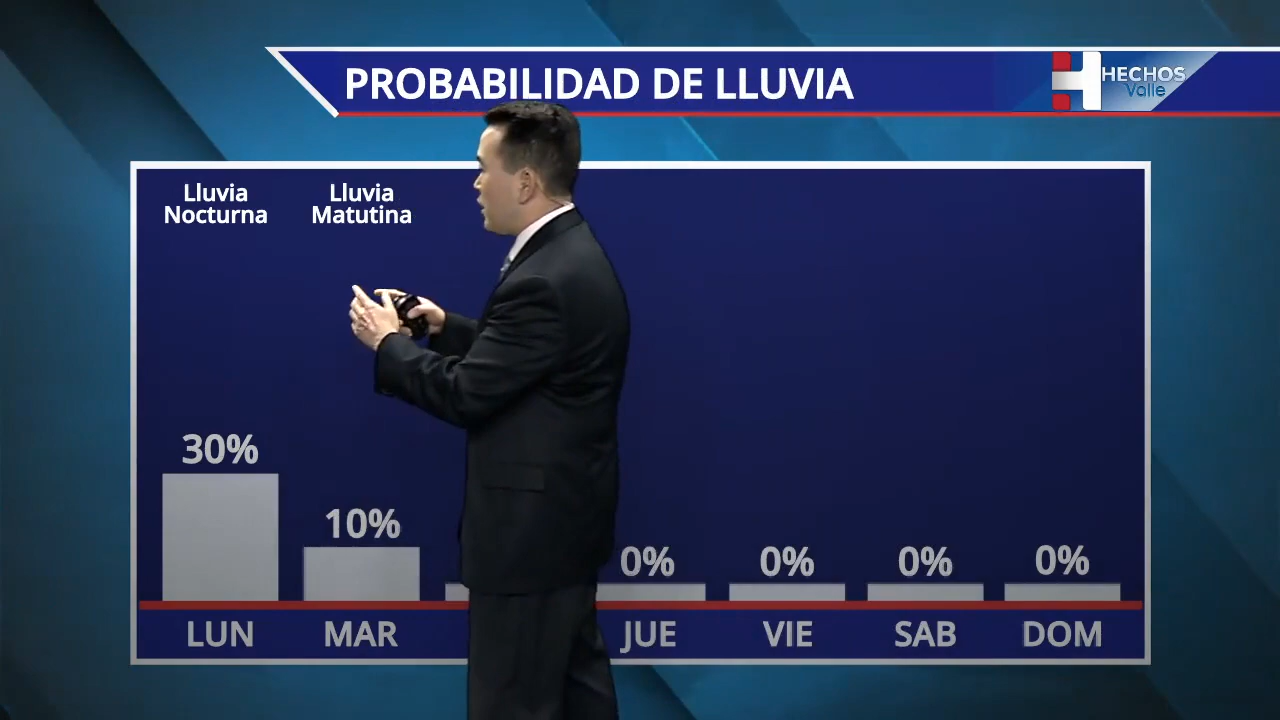 PROBABILIDAD DE LLUVIA
HECHOS
Valle
Lluvia
Nocturna
Lluvia
Matutina
30%
10%
0%
0%
0%
0%
LUN
MAR
JUE
VIE
SAB
DOM